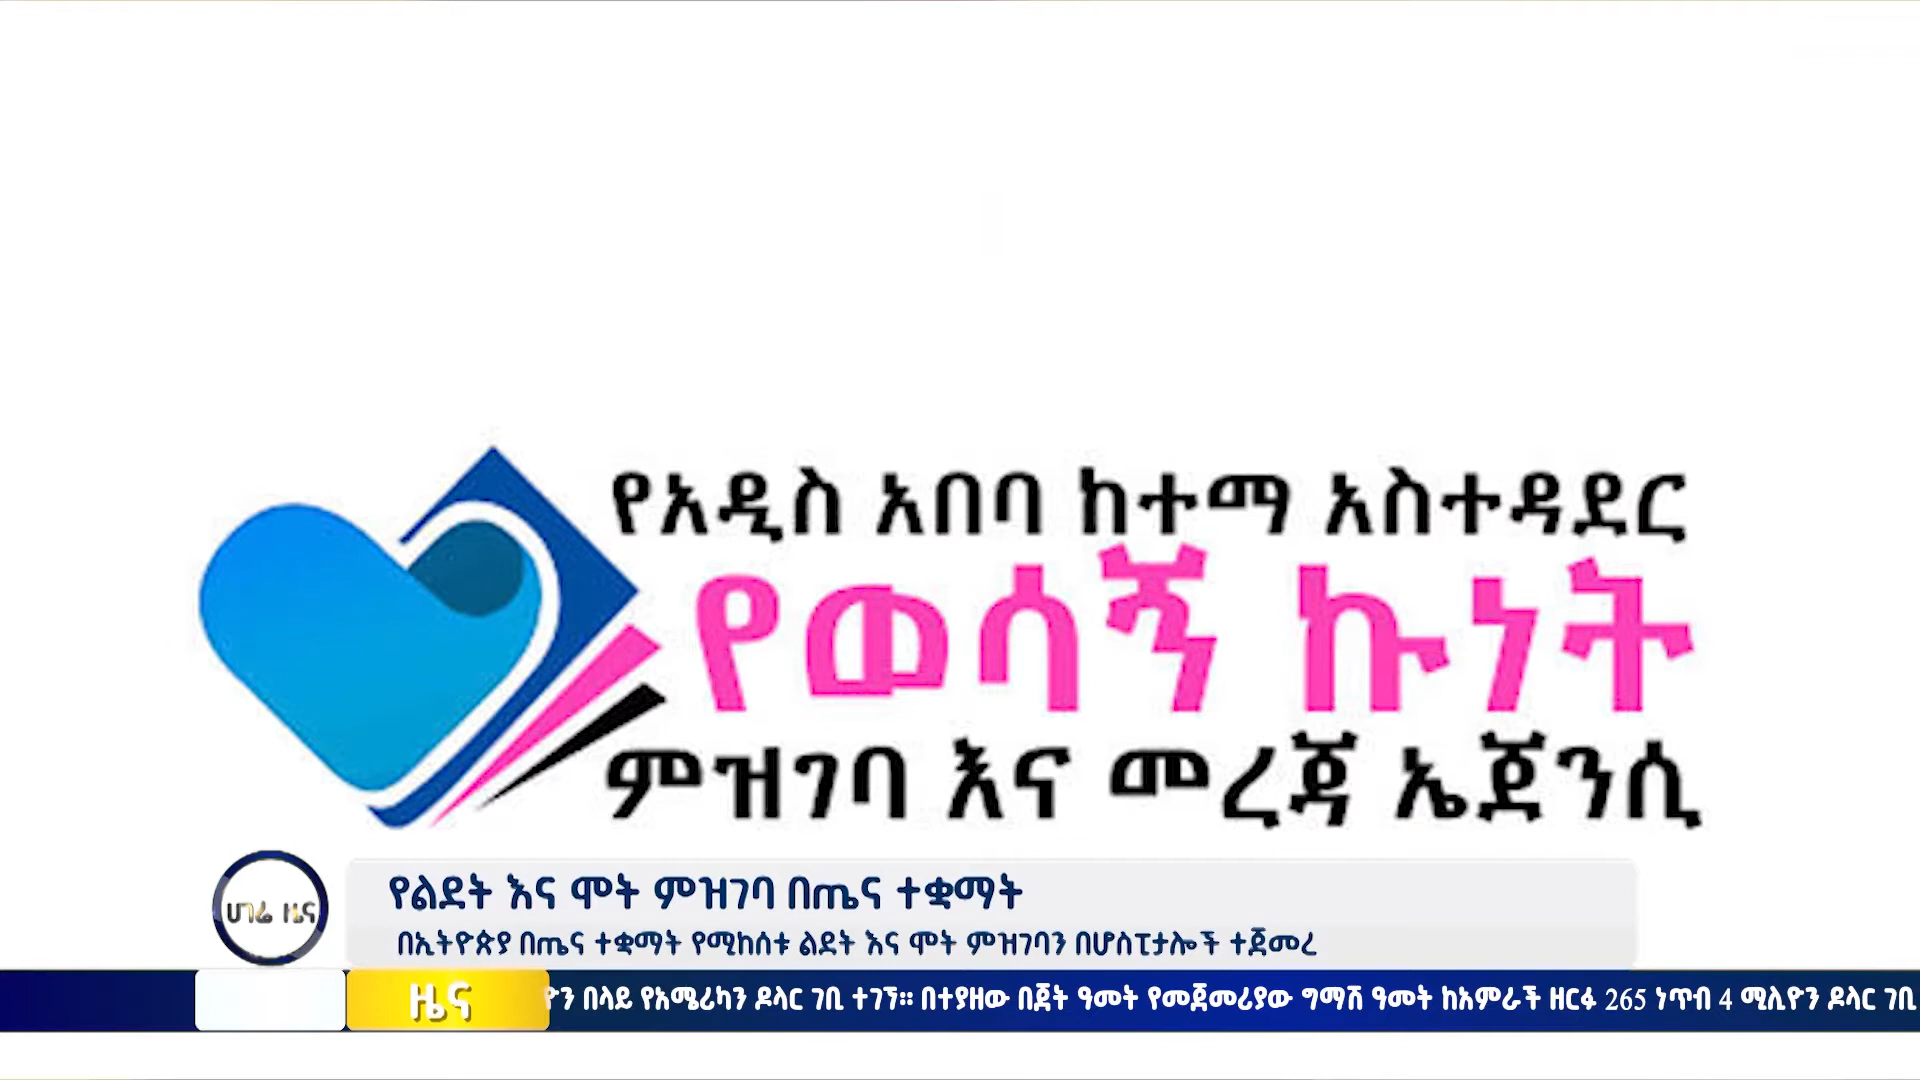 የአዲስ አበባ ከተማ አስተዳደር
የወሳኝ ኩነት
ምዝገባ እና መረጃ ኤጀንሲ
የልደት እና ሞት ምዝገባ በጤና ተቋማት
ሀገሬ ዜና
በኢትዮጵያ በጤና ተቋማት የሚከሰቱ ልደት እና ሞት ምዝገባን በሆስፒታሎች ተጀመረ
ዜና
ዮን በላይ የአሜሪካን ዶላር ገቢ ተገኘ። በተያዘው በጀት ዓመት የመጀመሪያው ግማሽ ዓመት ከአምራች ዘርፉ 265 ነጥብ 4 ሚሊዮን ዶላር ገቢ